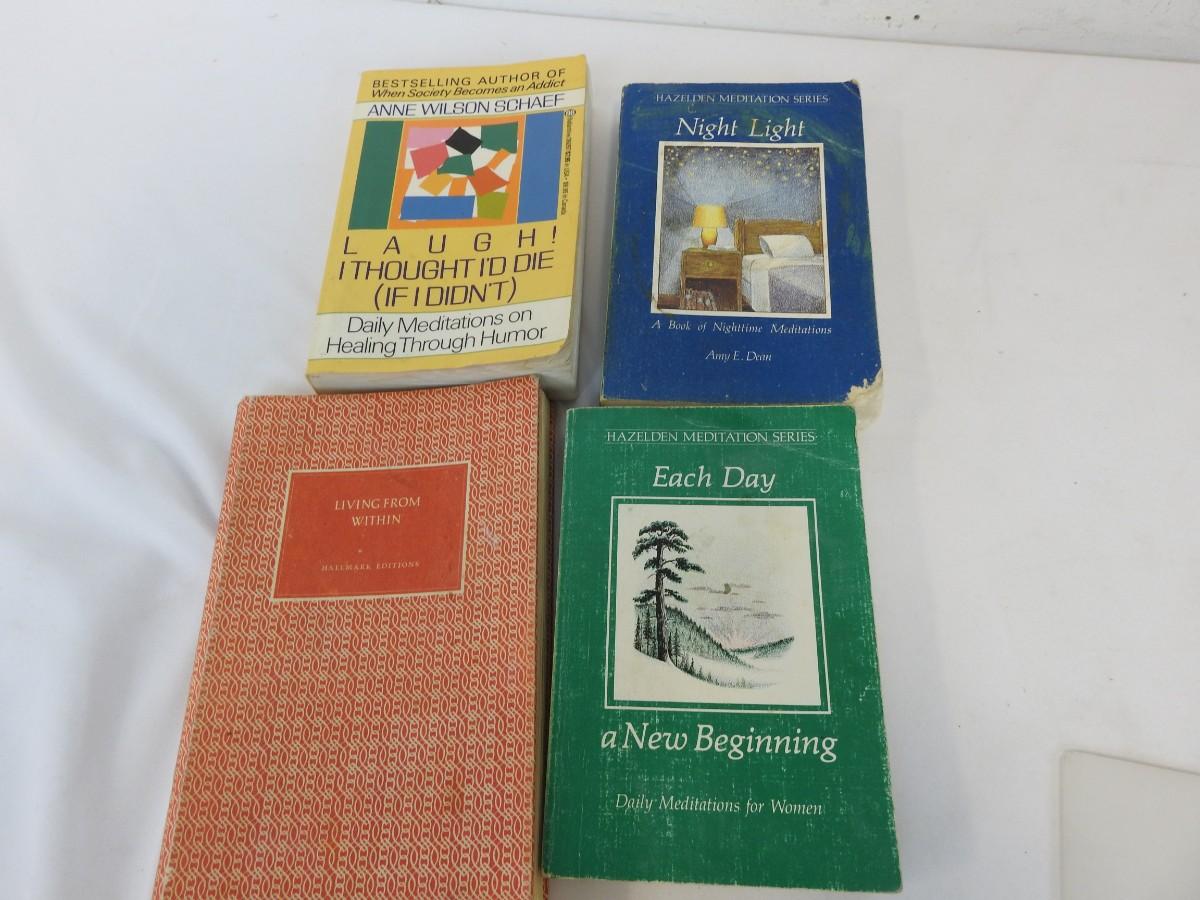 BESTSELLING AUTHOR OF
When Society Becomes an Addict
ANNE WILSON SCHAEF
LAUGH!
I THOUGHT I'D DIE
(IF I DIDN'T)
Daily Meditations on
Healing Through Humor
HAZELDEN MEDITATION SERIES
Night Light
A Book of Nighttime Meditations
Amy E. Dean
LIVING FROM
WITHIN
HALLMARK EDITIONS
HAZELDEN MEDITATION SERIES
Each Day
a New Beginning
Daily Meditations for Women